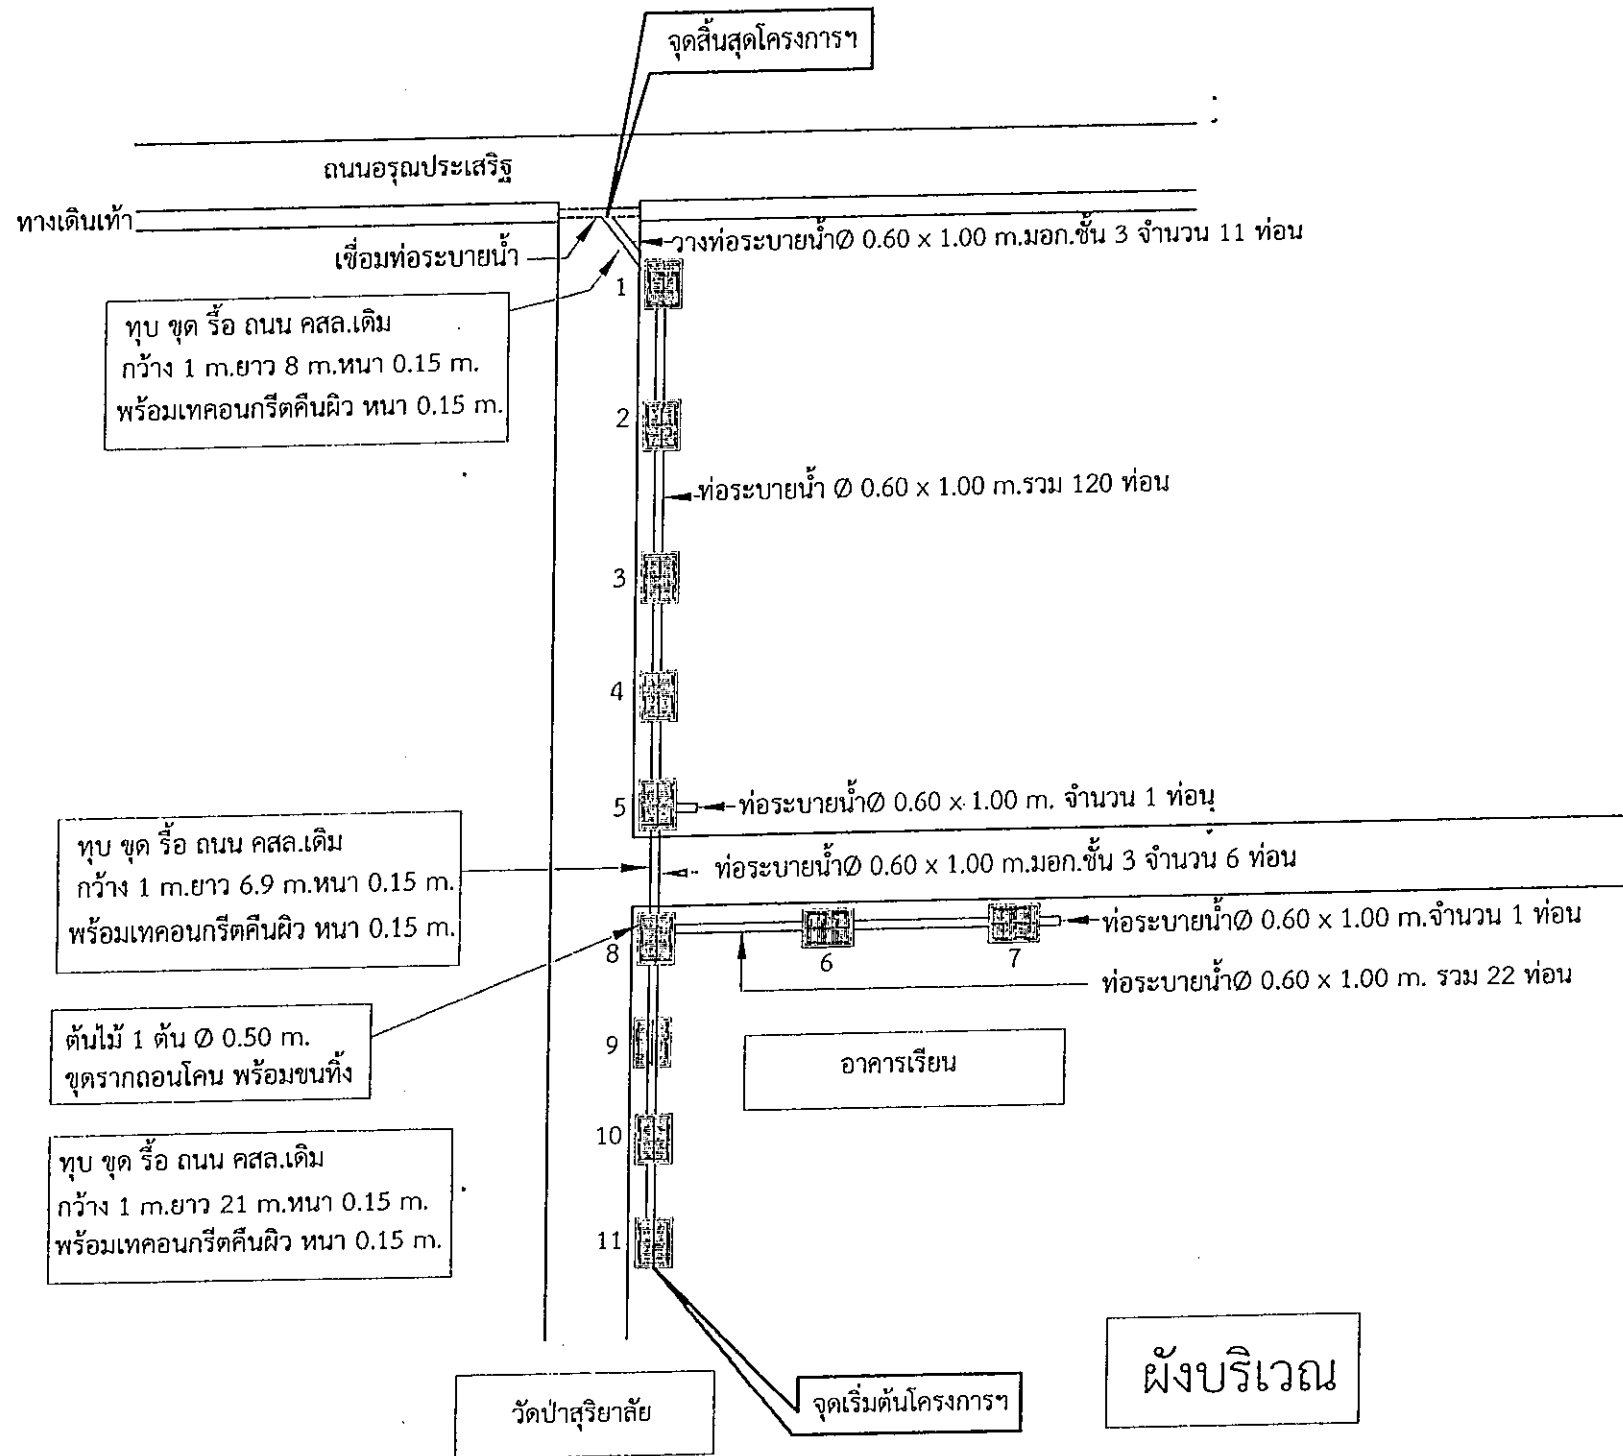 จุดสิ้นสุดโครงการฯ
ถนนอรุณประเสริฐ
ทางเดินเท้า
วางท่อระบายน้ำØ 0.60 x 1.00 m.มอก.ชั้น 3 จำนวน 11 ท่อน
เชื่อมท่อระบายน้ำ
1
ทุบ ขุด รื้อ ถนน คสล.เดิม
กว้าง 1 m.ยาว 8 m.หนา 0.15 m.
พร้อมเทคอนกรีตคืนผิว หนา 0.15 m.
2
ท่อระบายน้ำ Ø 0.60 x 1.00 m.รวม 120 ท่อน
3
4
5
ท่อระบายน้ำØ 0.60 x 1.00 m. จำนวน 1 ท่อน
ทุบ ขุด รื้อ ถนน คสล.เดิม
กว้าง 1 m.ยาว 6.9 m.หนา 0.15 m.
พร้อมเทคอนกรีตคืนผิว หนา 0.15 m.
ท่อระบายน้ำØ 0.60 x 1.00 m.มอก.ชั้น 3 จำนวน 6 ท่อน
ท่อระบายน้ำØ 0.60 x 1.00 m.จำนวน 1 ท่อน
8
6
7
ท่อระบายน้ำØ 0.60 x 1.00 m. รวม 22 ท่อน
ต้นไม้ 1 ต้น Ø 0.50 m.
ขุดรากถอนโคน พร้อมขนทิ้ง
9
อาคารเรียน
10
ทุบ ขุด รื้อ ถนน คสล.เดิม
กว้าง 1 m.ยาว 21 m.หนา 0.15 m.
พร้อมเทคอนกรีตคืนผิว หนา 0.15 m.
11
ผังบริเวณ
วัดป่าสุริยาลัย
จุดเริ่มต้นโครงการฯ